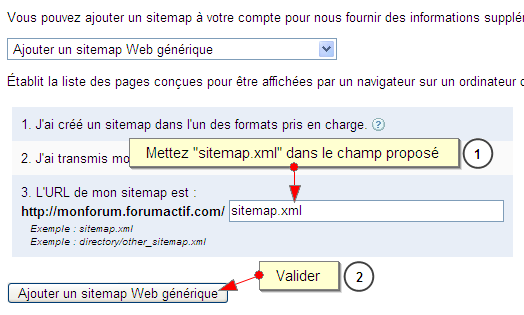 Vous pouvez ajouter un sitemap à votre compte pour nous fournir des informations
Ajouter un sitemap Web générique
Établit la liste des pages conçues pour être affichées par un navigateur sur un ordinateur
1. J'ai créé un sitemap dans l'un des formats pris en charge. ?
2. J'ai transmis
Mettez "sitemap.xml" dans le champ proposé 1
3. L'URL de mon sitemap est :
http://monforum.forumactif.com/ sitemap.xml
Exemple : sitemap.xml
Exemple : directory/other_sitemap.xml
Valider 2
Ajouter un sitemap Web générique